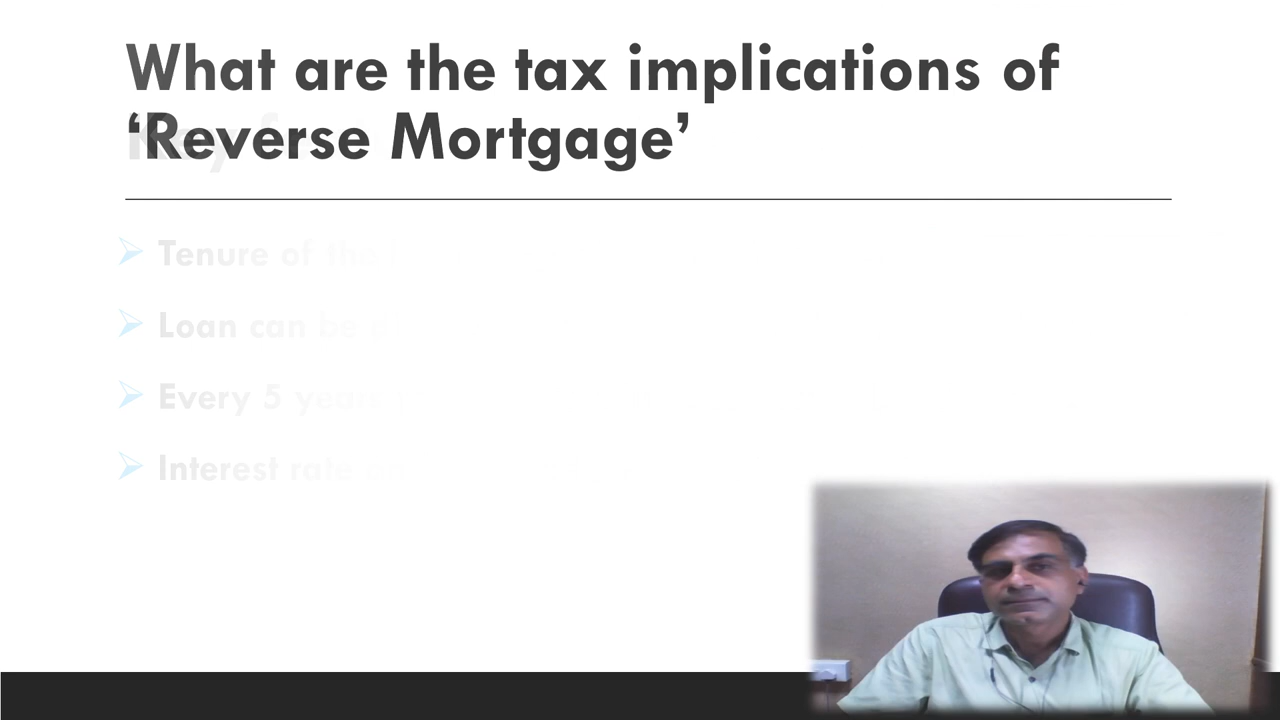 What are the tax implications of
‘Reverse Mortgage’
Tenure of the
Loan can be
Every 5 years
Interest rate